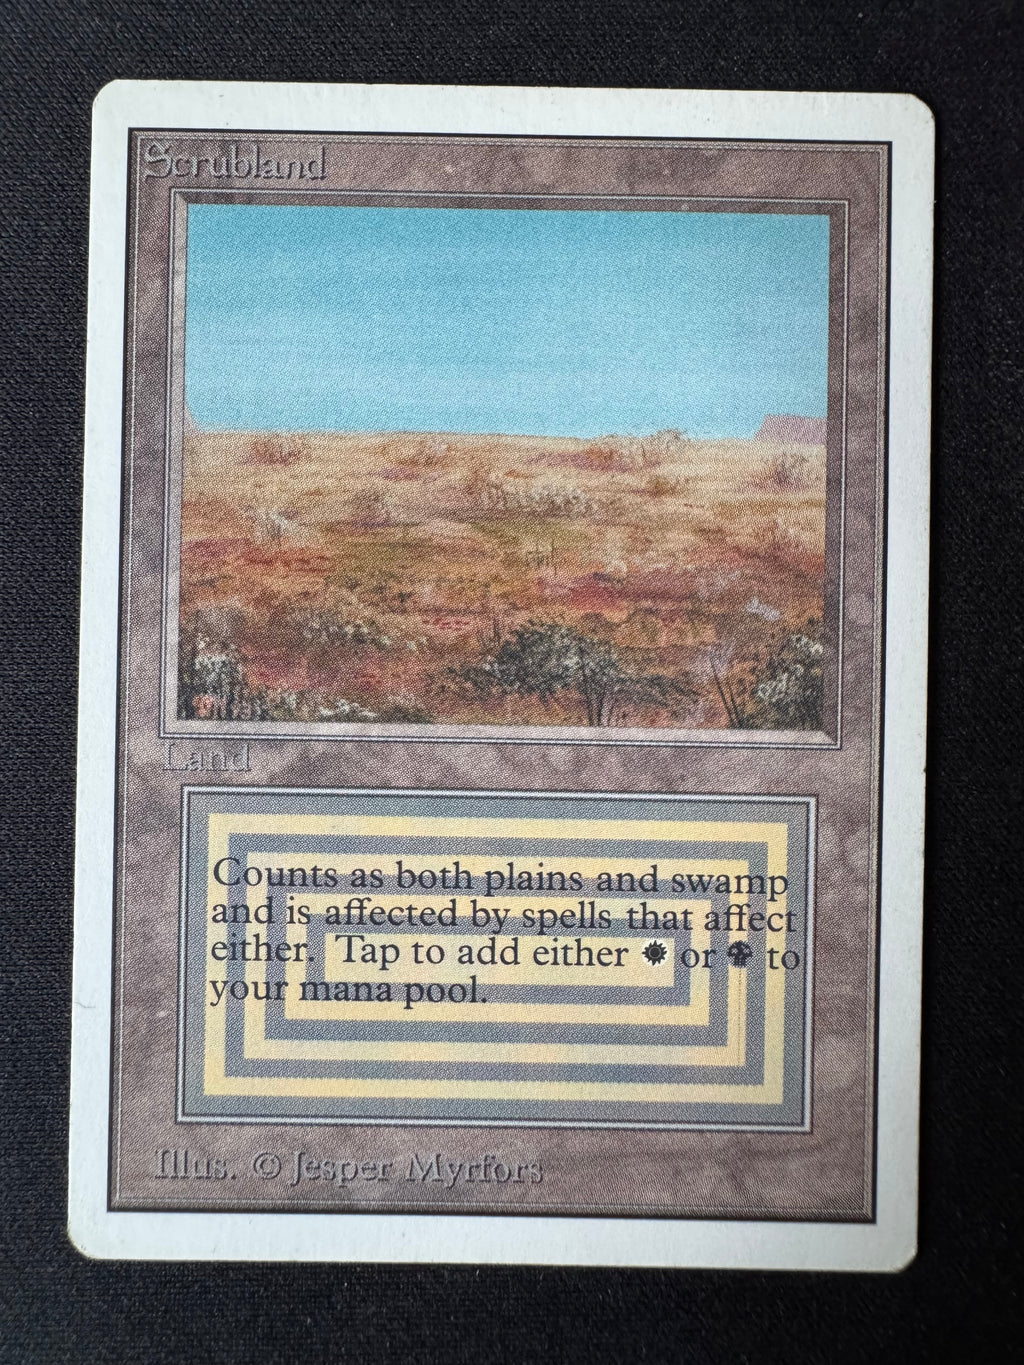 Scrubland
Land
Counts as both plains and swamp
and is affected by spells that affect
either. Tap to add either or to
your mana pool.
Illus. © Jesper Myrfors